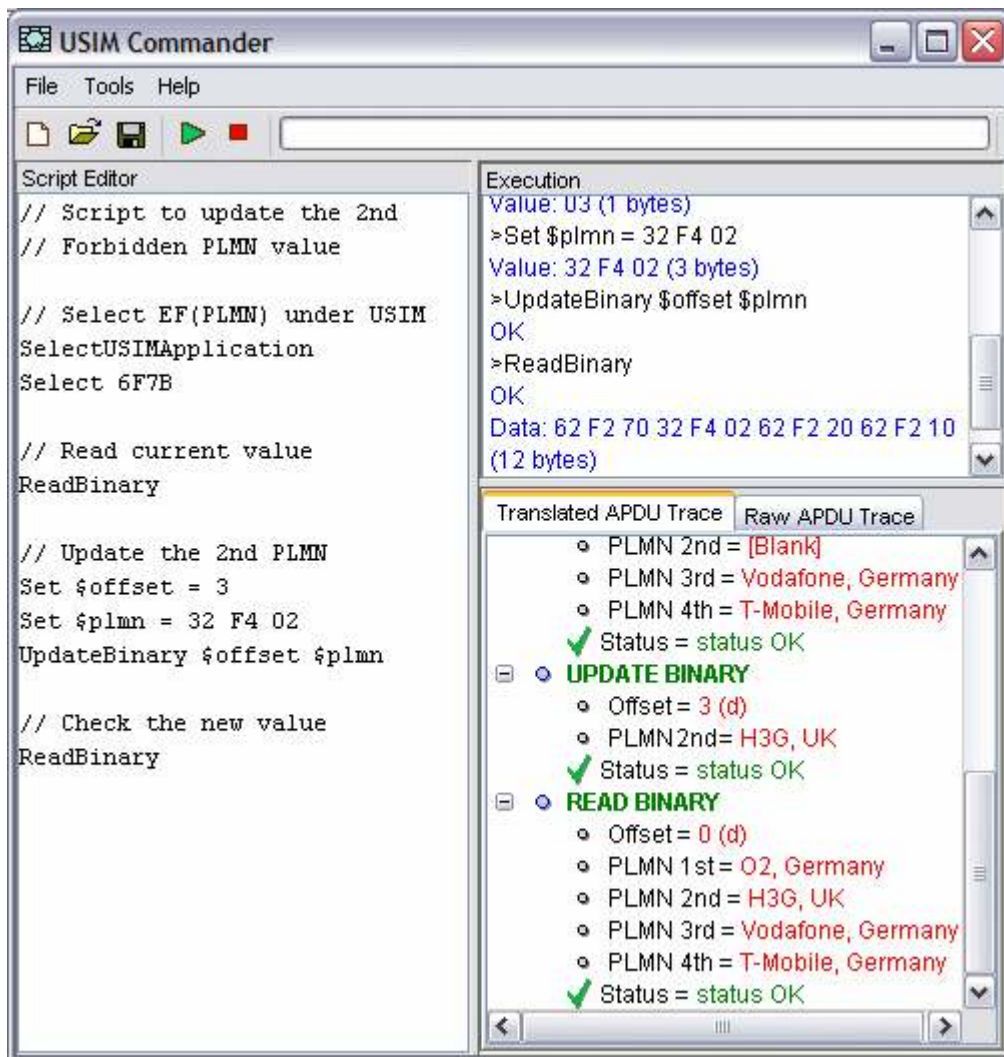 USIM Commander
File Tools Help
Script Editor
// Script to update the 2nd
// Forbidden PLMN value
// Select EF(PLMN) under USIM
SelectUSIMApplication
Select 6F7B
// Read current value
ReadBinary
// Update the 2nd PLMN
Set $offset = 3
Set $plmn = 32 F4 02
UpdateBinary $offset $plmn
// Check the new value
ReadBinary
Execution
Value: 03 (1 bytes)
>Set $plmn = 32 F4 02
Value: 32 F4 02 (3 bytes)
>UpdateBinary $offset $plmn
OK
>ReadBinary
OK
Data: 62 F2 70 32 F4 02 62 F2 20 62 F2 10
(12 bytes)
Translated APDU Trace Raw APDU Trace
PLMN 2nd = [Blank]
PLMN 3rd = Vodafone, Germany
PLMN 4th = T-Mobile, Germany
Status = status OK
UPDATE BINARY
Offset = 3 (d)
PLMN 2nd= H3G, UK
Status = status OK
READ BINARY
Offset = 0 (d)
PLMN 1st = O2, Germany
PLMN 2nd = H3G, UK
PLMN 3rd = Vodafone, Germany
PLMN 4th = T-Mobile, Germany
Status = status OK